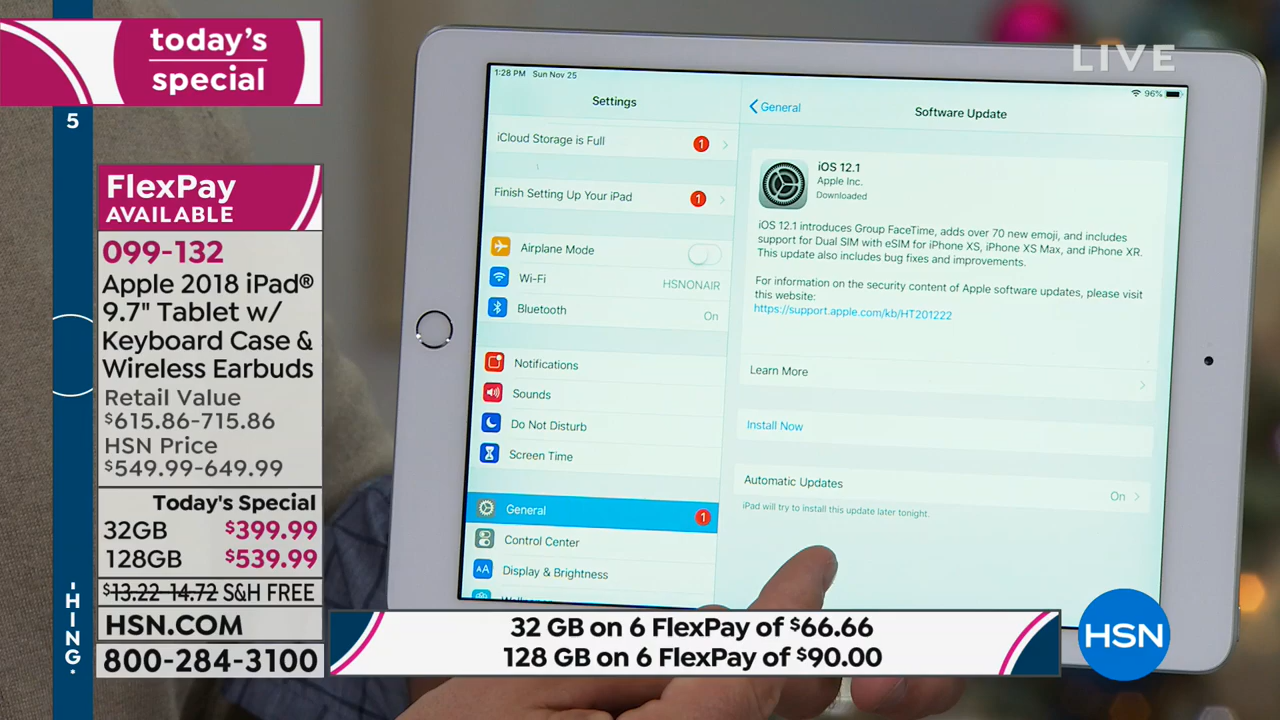 today's
special
5
HING.
FlexPay
AVAILABLE
099-132
Apple 2018 iPad®
9.7" Tablet w/
Keyboard Case &
Wireless Earbuds
Retail Value
$615.86-715.86
HSN Price
$549.99-649.99
Today's Special
32GB $399.99
128GB $539.99
$13.22-14.72 S&H FREE
HSN.COM
800-284-3100
LIVE
1:28 PM Sun Nov 25
96%
Settings
iCloud Storage is Full 1
Finish Setting Up Your iPad 1
Airplane Mode
Wi-Fi HSNONAIR
Bluetooth On
Notifications
Sounds
Do Not Disturb
Screen Time
General 1
Control Center
AA Display & Brightness
General
Software Update
iOS 12.1
Apple Inc.
Downloaded
iOS 12.1 introduces Group FaceTime, adds over 70 new emoji, and includes
support for Dual SIM with eSIM for iPhone XS, iPhone XS Max, and iPhone XR.
This update also includes bug fixes and improvements.
For information on the security content of Apple software updates, please visit
this website:
https://support.apple.com/kb/HT201222
Learn More
Install Now
Automatic Updates On
iPad will try to install this update later tonight.
32 GB on 6 FlexPay of $66.66
128 GB on 6 FlexPay of $90.00
HSN